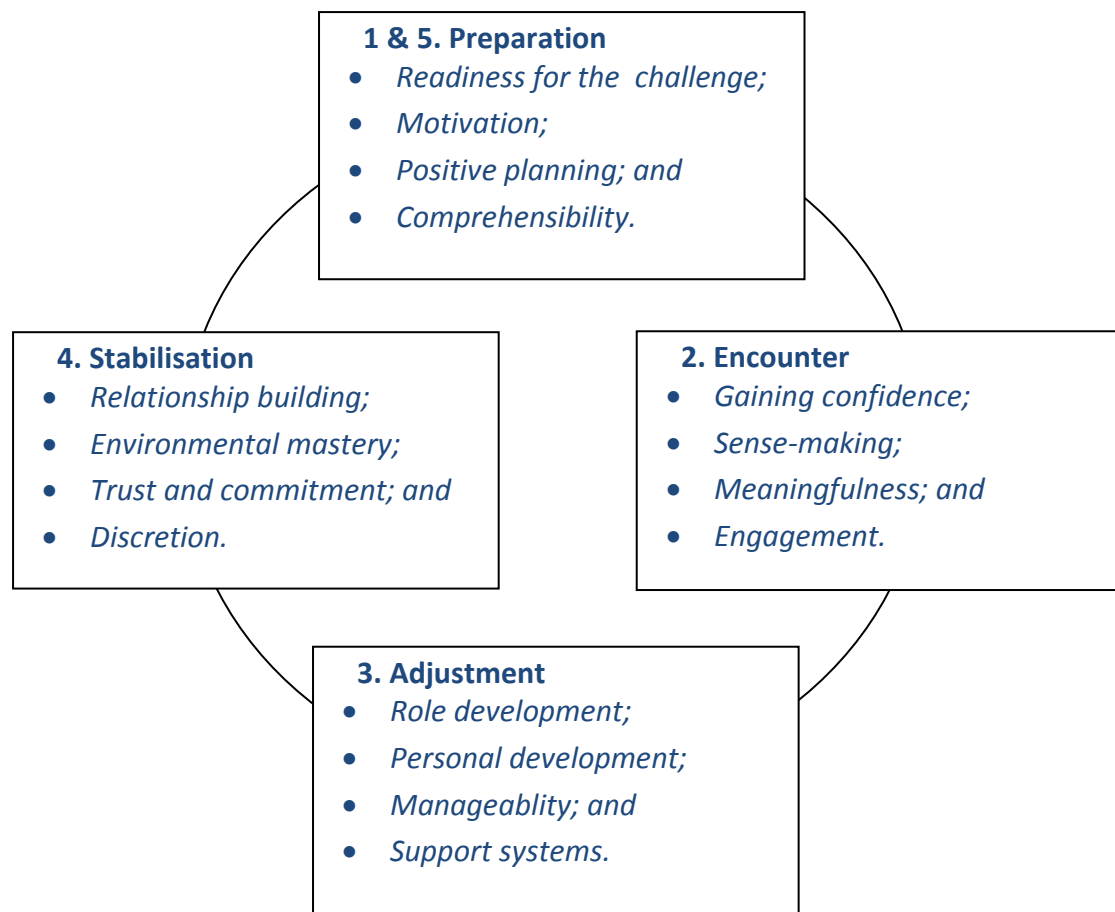 1 & 5. Preparation
• Readiness for the challenge;
• Motivation;
• Positive planning; and
• Comprehensibility.
2. Encounter
• Gaining confidence;
• Sense-making;
• Meaningfulness; and
• Engagement.
3. Adjustment
• Role development;
• Personal development;
• Manageablity; and
• Support systems.
4. Stabilisation
• Relationship building;
• Environmental mastery;
• Trust and commitment; and
• Discretion.